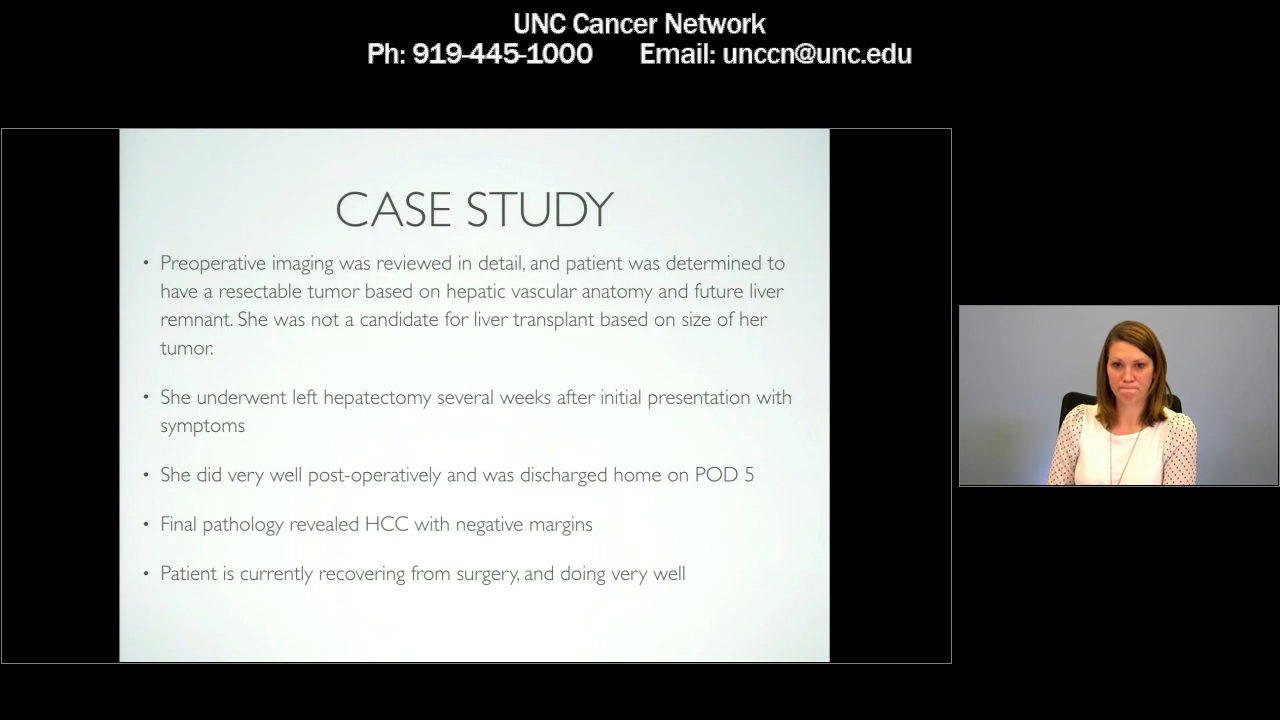 UNC Cancer Network
Ph: 919-445-1000 Email: unccn@unc.edu
CASE STUDY
• Preoperative imaging was reviewed in detail, and patient was determined to
have a resectable tumor based on hepatic vascular anatomy and future liver
remnant. She was not a candidate for liver transplant based on size of her
tumor.
• She underwent left hepatectomy several weeks after initial presentation with
symptoms
• She did very well post-operatively and was discharged home on POD 5
• Final pathology revealed HCC with negative margins
• Patient is currently recovering from surgery, and doing very well